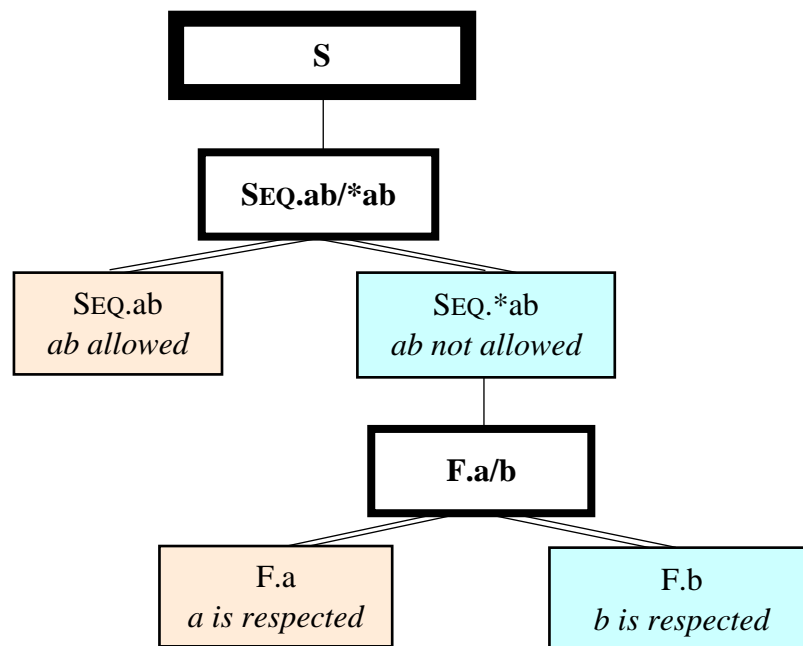 S
SEQ.ab/*ab
SEQ.ab
ab allowed
SEQ.*ab
ab not allowed
F.a/b
F.a
a is respected
F.b
b is respected